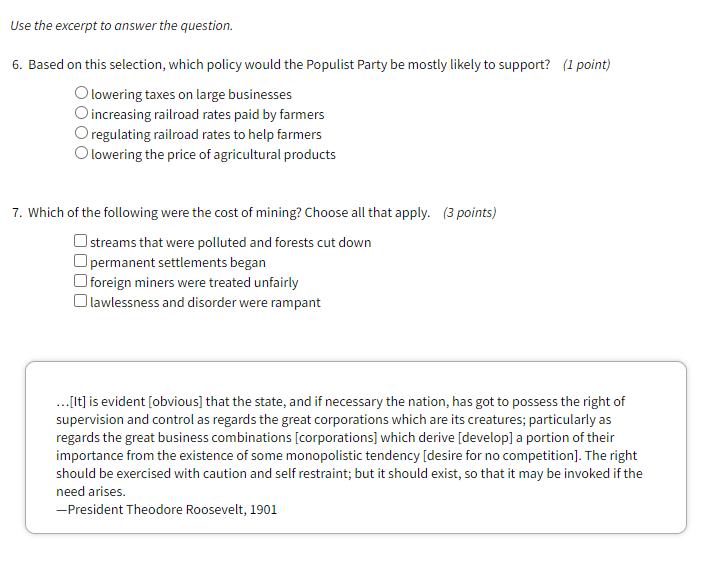 Use the excerpt to answer the question.
6. Based on this selection, which policy would the Populist Party be mostly likely to support? (1 point)
lowering taxes on large businesses
increasing railroad rates paid by farmers
regulating railroad rates to help farmers
lowering the price of agricultural products
7. Which of the following were the cost of mining? Choose all that apply. (3 points)
streams that were polluted and forests cut down
permanent settlements began
foreign miners were treated unfairly
lawlessness and disorder were rampant
…[It] is evident [obvious] that the state, and if necessary the nation, has got to possess the right of
supervision and control as regards the great corporations which are its creatures; particularly as
regards the great business combinations [corporations] which derive [develop] a portion of their
importance from the existence of some monopolistic tendency [desire for no competition]. The right
should be exercised with caution and self restraint; but it should exist, so that it may be invoked if the
need arises.
—President Theodore Roosevelt, 1901